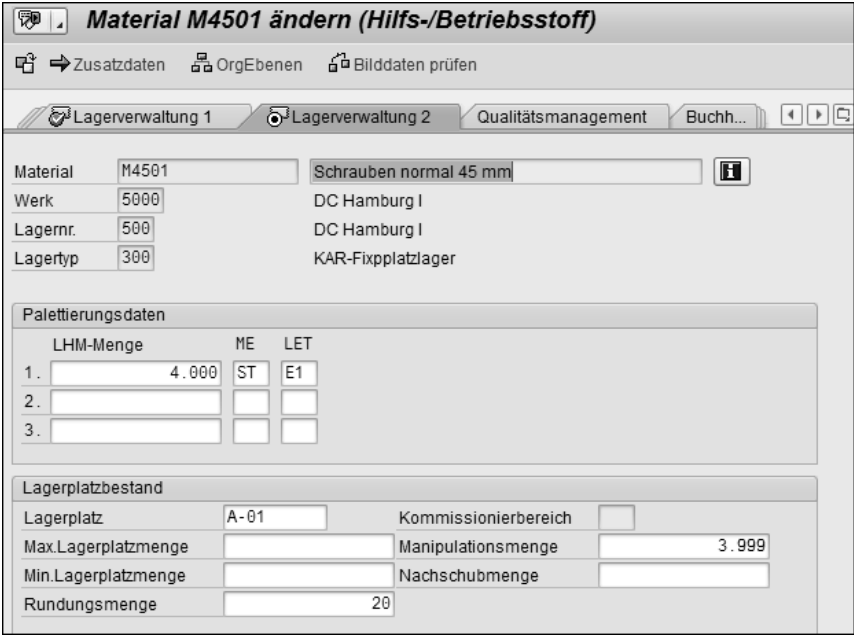 Material M4501 ändern (Hilfs-/Betriebsstoff)
Zusatzdaten OrgEbenen Bilddaten prüfen
Lagerverwaltung 1 Lagerverwaltung 2 Qualitätsmanagement Buchh...
Material M4501 Schrauben normal 45 mm
Werk 5000 DC Hamburg I
Lagernr. 500 DC Hamburg I
Lagertyp 300 KAR-Fixpplatzlager
Palettierungsdaten
LHM-Menge ME LET
1. 4.000 ST E1
2.
3.
Lagerplatzbestand
Lagerplatz A-01 Kommissionierbereich
Max.Lagerplatzmenge Manipulationsmenge 3.999
Min.Lagerplatzmenge Nachschubmenge
Rundungsmenge 20